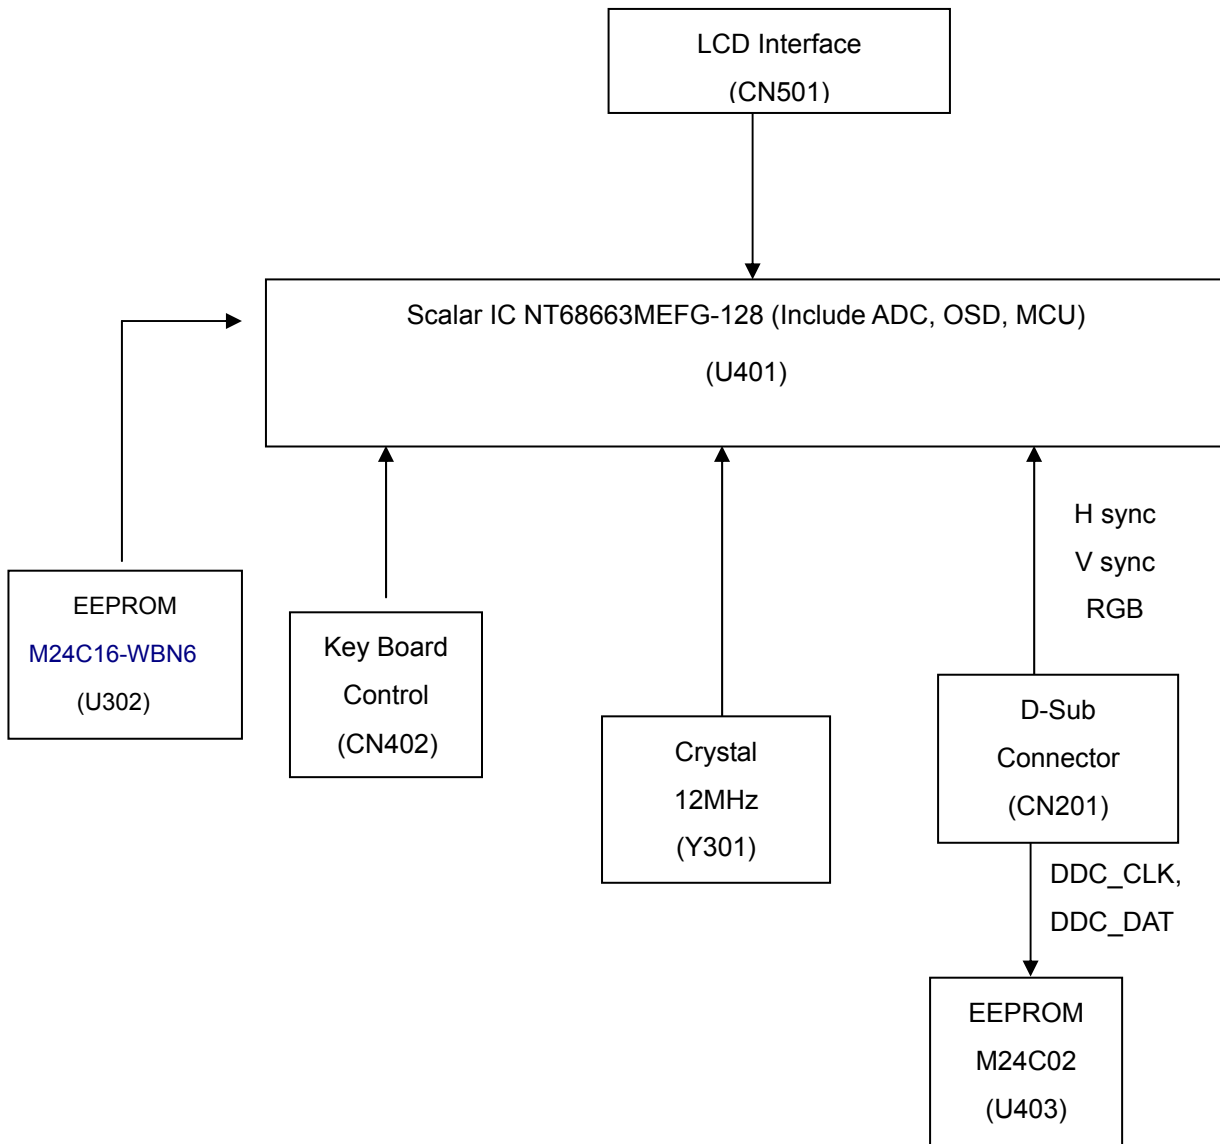 LCD Interface
(CN501)
Scalar IC NT68663MEFG-128 (Include ADC, OSD, MCU)
(U401)
H sync
V sync
RGB
EEPROM
M24C16-WBN6
(U302)
Key Board
Control
(CN402)
Crystal
12MHz
(Y301)
D-Sub
Connector
(CN201)
DDC_CLK,
DDC_DAT
EEPROM
M24C02
(U403)